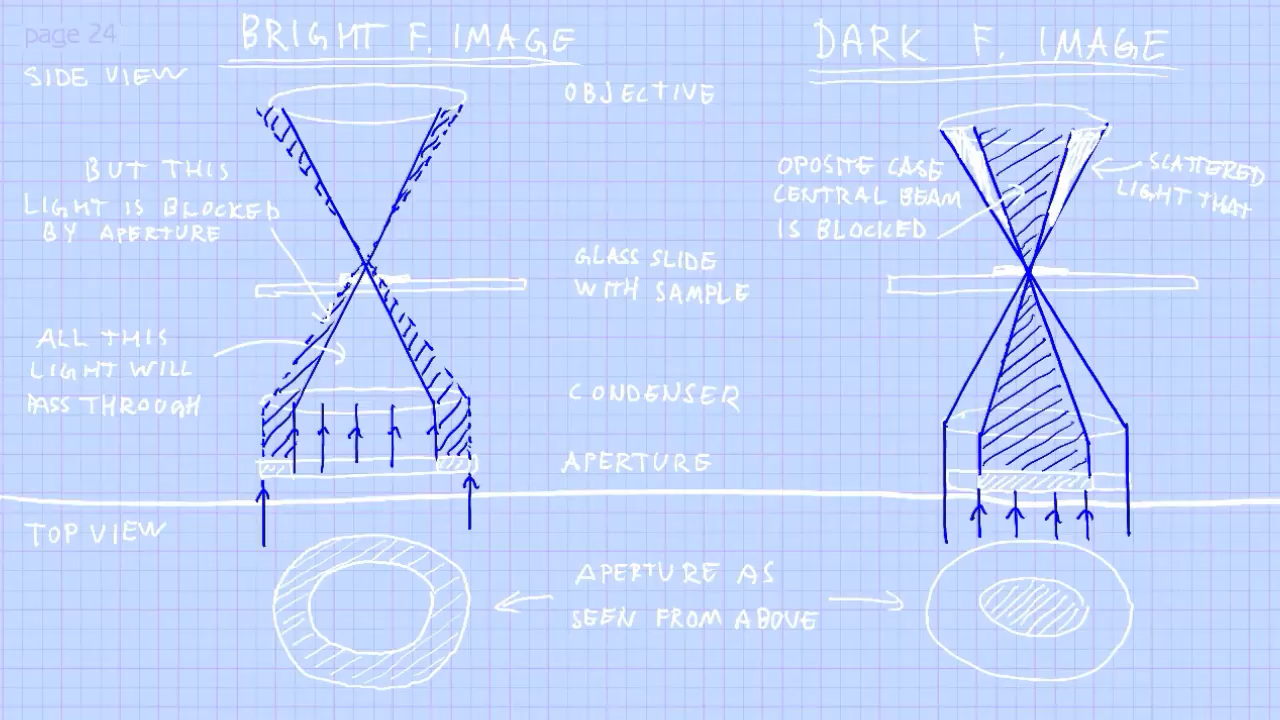 page 24
BRIGHT F. IMAGE
DARK F. IMAGE
SIDE VIEW
OBJECTIVE
BUT THIS
LIGHT IS BLOCKED
BY APERTURE
OPOSITE CASE
CENTRAL BEAM
IS BLOCKED
SCATTERED
LIGHT THAT
GLASS SLIDE
WITH SAMPLE
ALL THIS
LIGHT WILL
PASS THROUGH
CONDENSER
APERTURE
TOP VIEW
APERTURE AS
SEEN FROM ABOVE